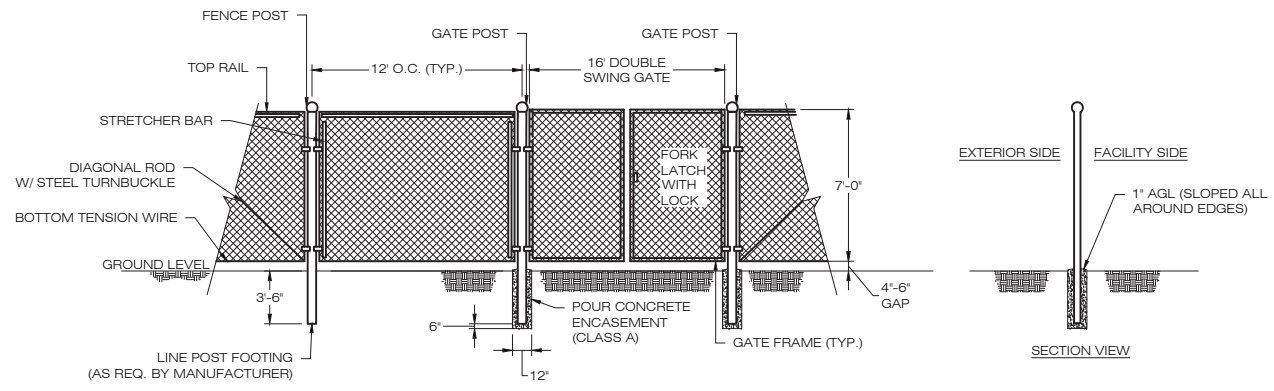 FENCE POST
GATE POST
GATE POST
12' O.C. (TYP.)
16' DOUBLE
SWING GATE
TOP RAIL
STRETCHER BAR
DIAGONAL ROD
W/ STEEL TURNBUCKLE
BOTTOM TENSION WIRE
GROUND LEVEL
FORK
LATCH
WITH
LOCK
7'-0"
EXTERIOR SIDE
FACILITY SIDE
1" AGL (SLOPED ALL
AROUND EDGES)
3'-6"
4"-6"
GAP
6"
POUR CONCRETE
ENCASEMENT
(CLASS A)
GATE FRAME (TYP.)
LINE POST FOOTING
(AS REQ. BY MANUFACTURER)
12"
SECTION VIEW